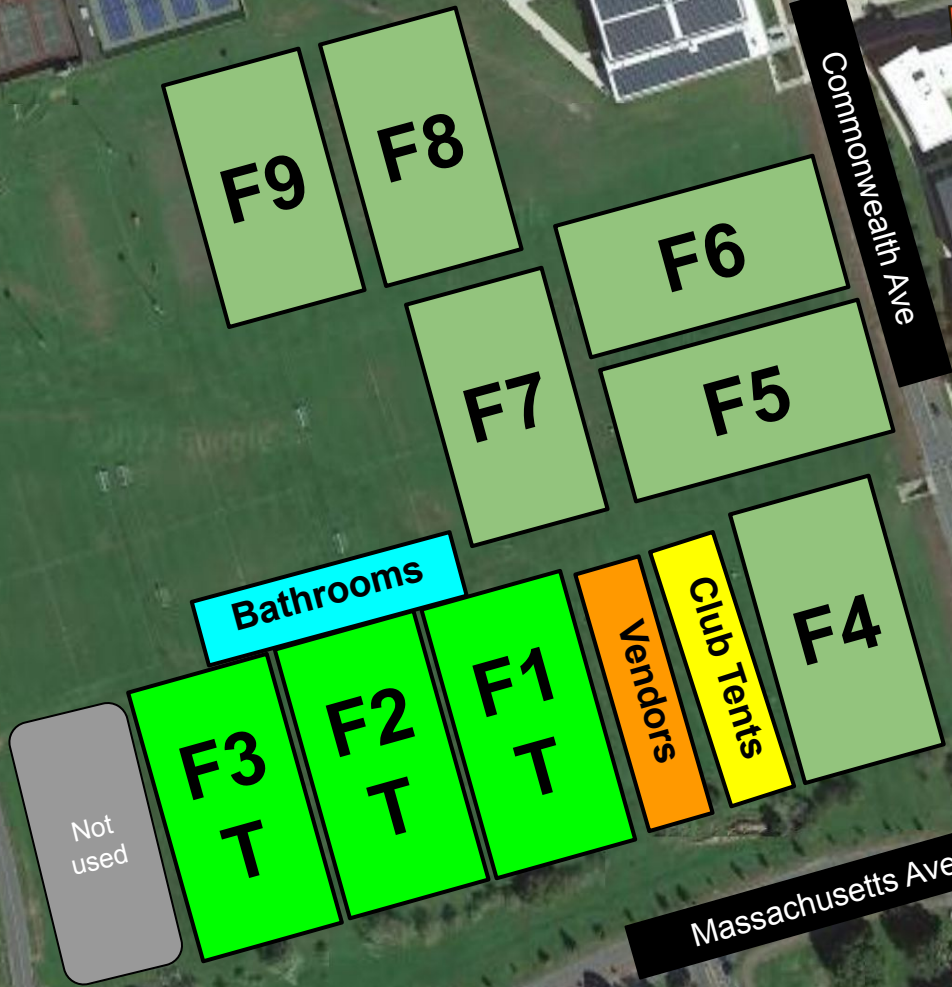 F9
F8
Commonwealth Ave
F6
F7
F5
Bathrooms
Club Tents
F4
Vendors
F1
T
F2
T
F3
T
Not
used
Massachusetts Ave